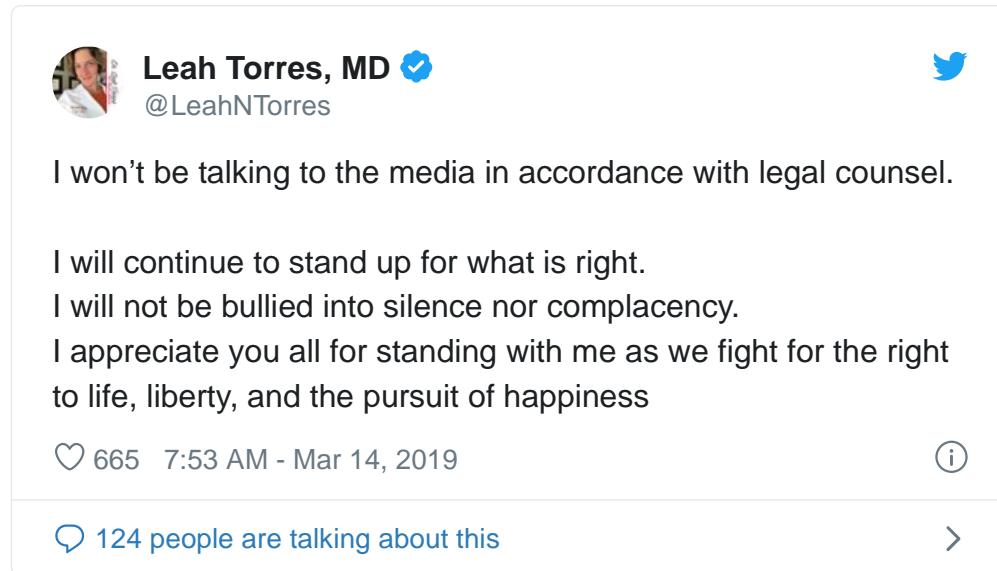 Leah Torres, MD
@LeahNTorres
I won’t be talking to the media in accordance with legal counsel.
I will continue to stand up for what is right.
I will not be bullied into silence nor complacency.
I appreciate you all for standing with me as we fight for the right
to life, liberty, and the pursuit of happiness
665 7:53 AM - Mar 14, 2019
124 people are talking about this